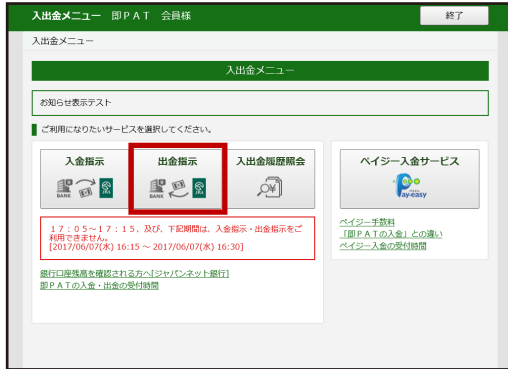 入出金メニュー 即PAT 会員様
終了
入出金メニュー
入出金メニュー
お知らせ表示テスト
ご利用になりたいサービスを選択してください。
入金指示
出金指示
入出金履歴照会
ペイジー入金サービス
BANK
BANK
Pay-easy
17:05~17:15、及び、下記期間は、入金指示・出金指示をご
利用できません。
[2017/06/07(水) 16:15 ~ 2017/06/07(水) 16:30]
ペイジー手数料
「即PATの入金」との違い
ペイジー入金の受付時間
銀行口座残高を確認される方へ[ジャパンネット銀行]
即PATの入金・出金の受付時間